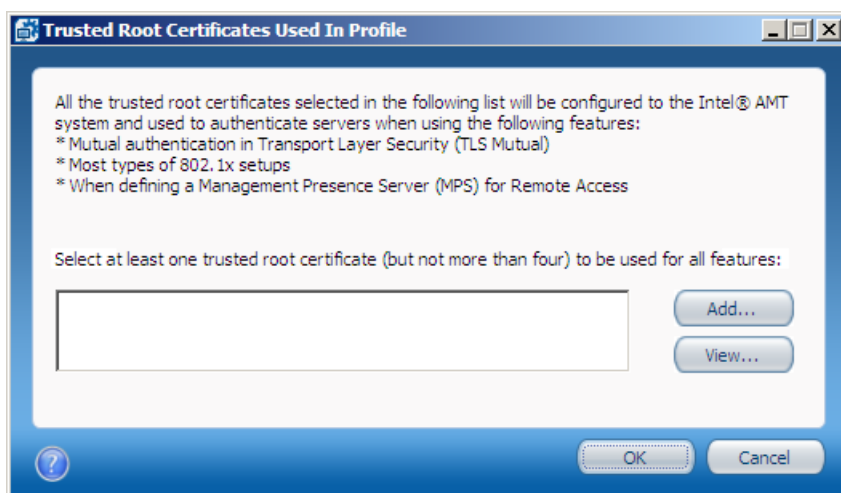 Trusted Root Certificates Used In Profile
All the trusted root certificates selected in the following list will be configured to the Intel® AMT
system and used to authenticate servers when using the following features:
* Mutual authentication in Transport Layer Security (TLS Mutual)
* Most types of 802.1x setups
* When defining a Management Presence Server (MPS) for Remote Access
Select at least one trusted root certificate (but not more than four) to be used for all features:
Add...
View...
?
OK
Cancel